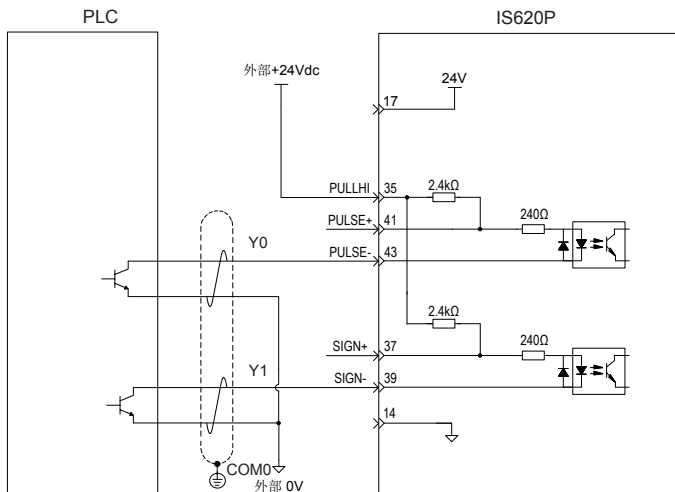 PLC
IS620P
外部+24Vdc
17
24V
PULLHI
35
2.4kΩ
PULSE+
41
240Ω
Y0
PULSE-
43
2.4kΩ
SIGN+
37
240Ω
Y1
SIGN-
39
14
COM0
外部 0V